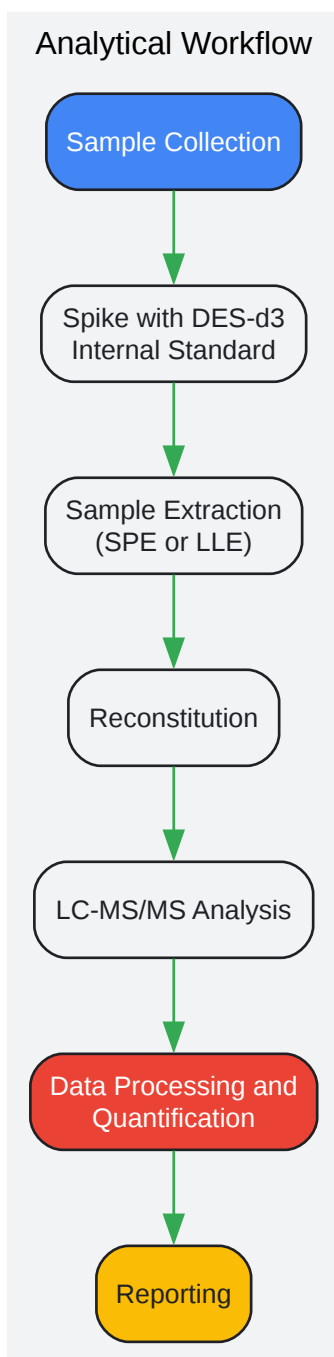 Analytical Workflow
Sample Collection
Spike with DES-d3
Internal Standard
Sample Extraction
(SPE or LLE)
Reconstitution
LC-MS/MS Analysis
Data Processing and
Quantification
Reporting